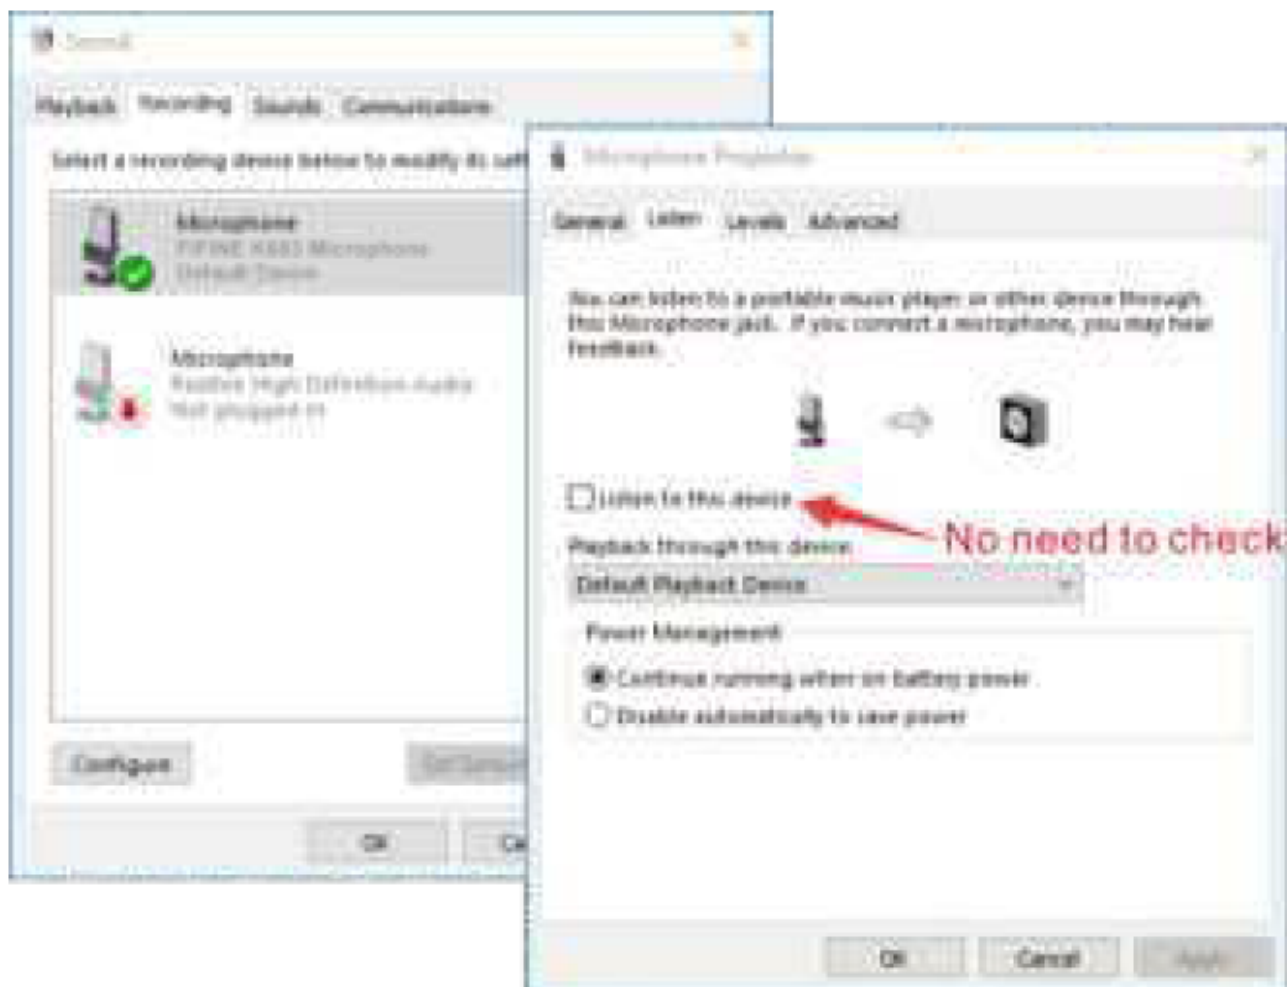 Sound
Playback Recording Sounds Communications
Select a recording device below to modify its
Microphone
FIFINE Microphone
Default Device
Microphone
Realtek High Definition Audio
Not plugged in
Configure
OK
Microphone Properties
General Listen Levels Advanced
You can listen to a portable music player or other device through
this Microphone jack. If you connect a microphone, you may hear
feedback.
Listen to this device
No need to check
Playback through this device
Default Playback Device
Power Management
Continue running when on battery power
Disable automatically to save power
OK Cancel Apply